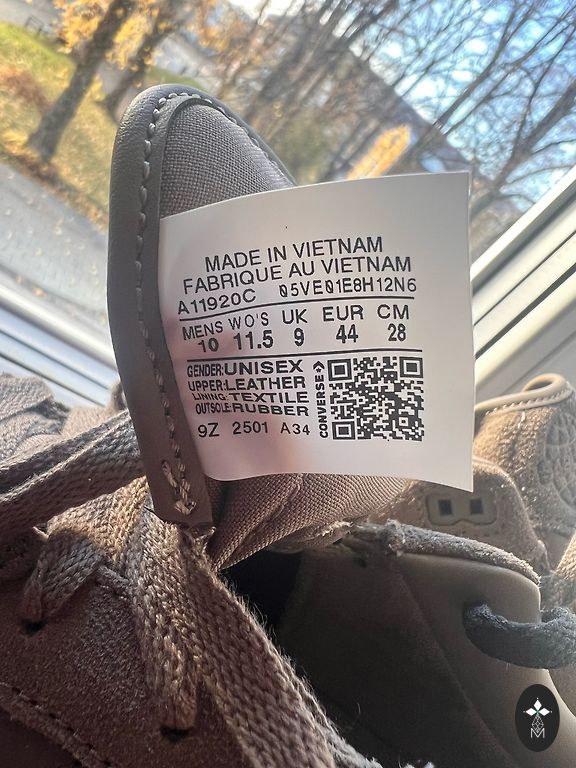 MADE IN VIETNAM
FABRIQUE AU VIETNAM
A11920C 05VE01E8H12N6
MENS WO'S UK EUR CM
10 11.5 9 44 28
GENDER:UNISEX
UPPER:LEATHER
LINING:TEXTILE
OUTSOLE:RUBBER
CONVERSE
9Z 2501 A34
M